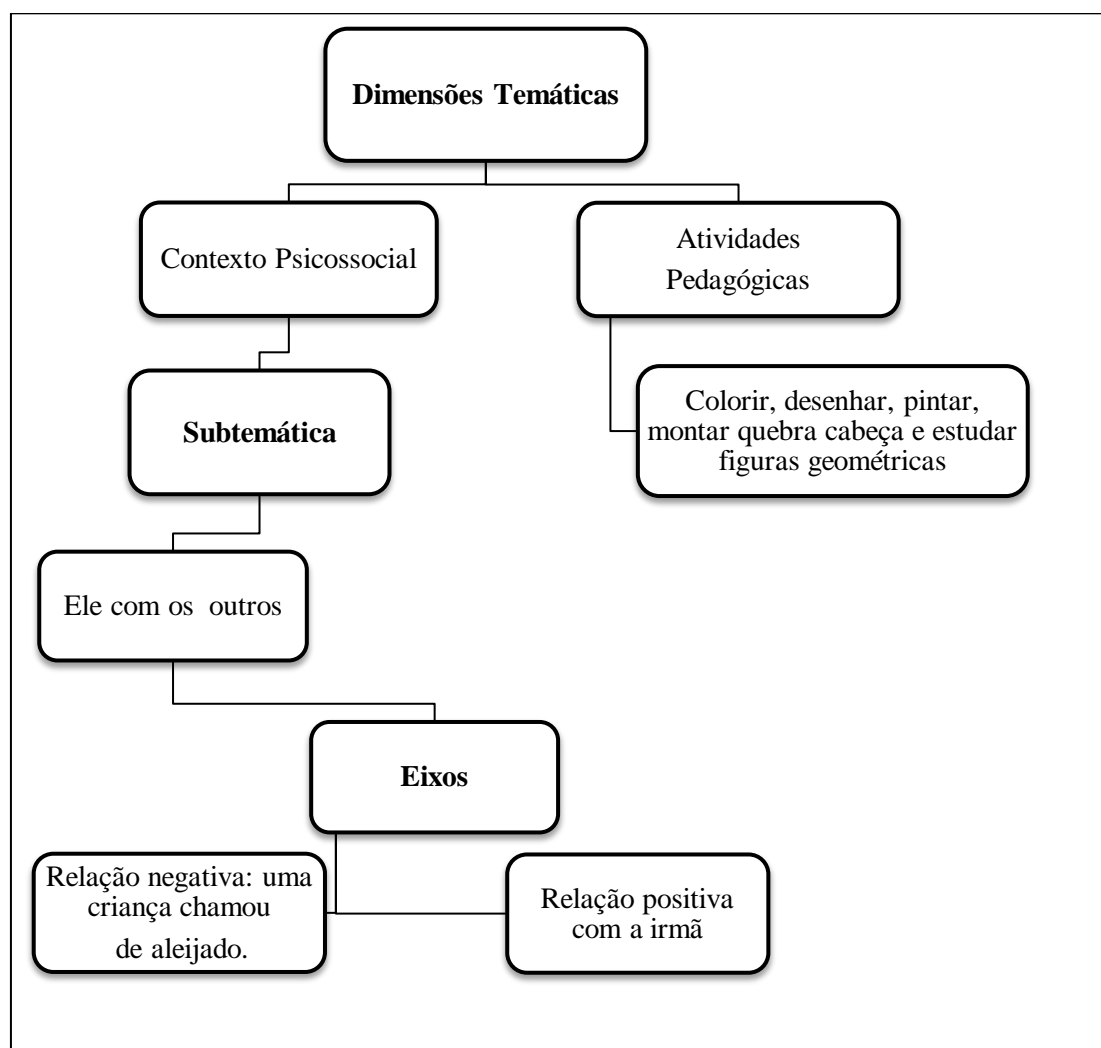 Dimensões Temáticas
Contexto Psicossocial
Atividades
Pedagógicas
Subtemática
Colorir, desenhar, pintar,
montar quebra cabeça e estudar
figuras geométricas
Ele com os outros
Eixos
Relação negativa: uma
criança chamou
de aleijado.
Relação positiva
com a irmã